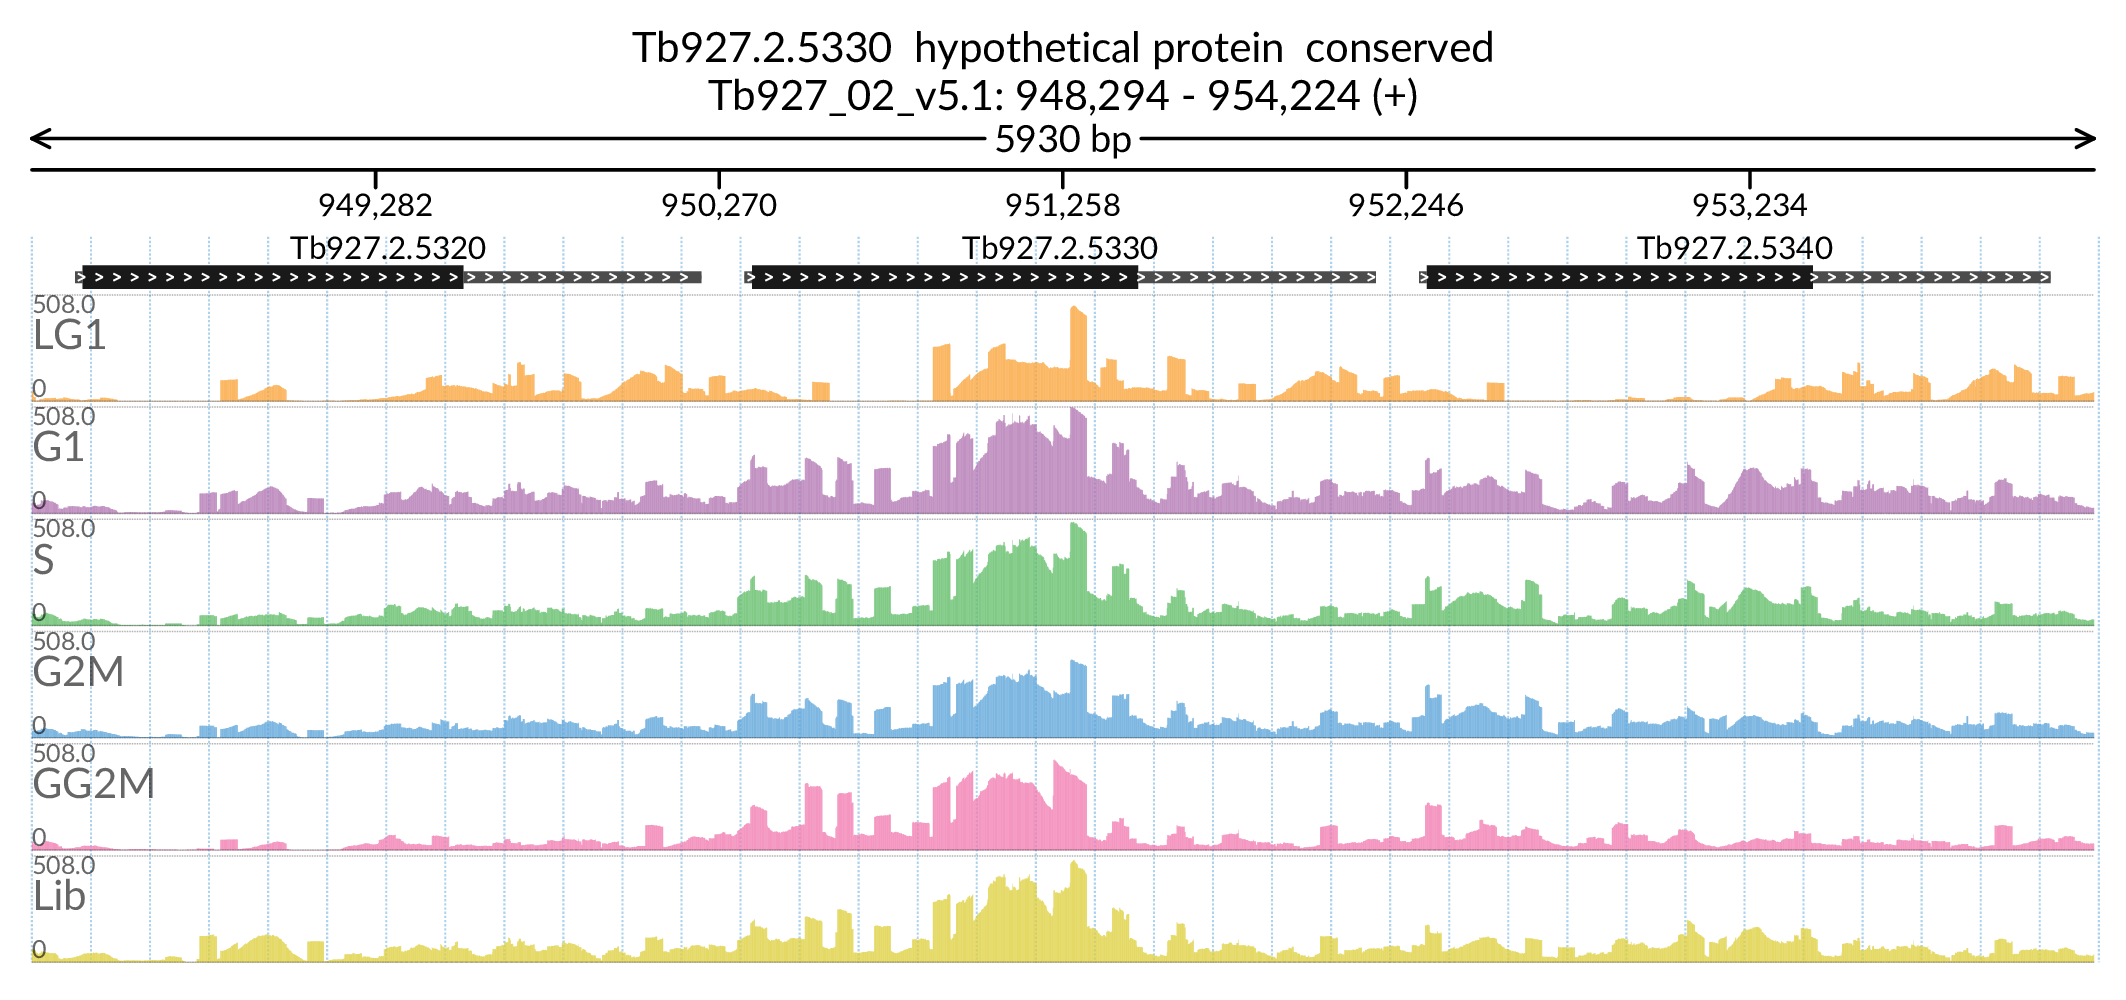 Tb927.2.5330  hypothetical protein  conserved
Tb927_02_v5.1: 948,294 - 954,224 (+)
5930 bp
949,282 950,270 951,258 952,246 953,234
Tb927.2.5320 Tb927.2.5330 Tb927.2.5340
508.0
LG1
0
508.0
G1
0
508.0
S
0
508.0
G2M
0
508.0
GG2M
0
508.0
Lib
0